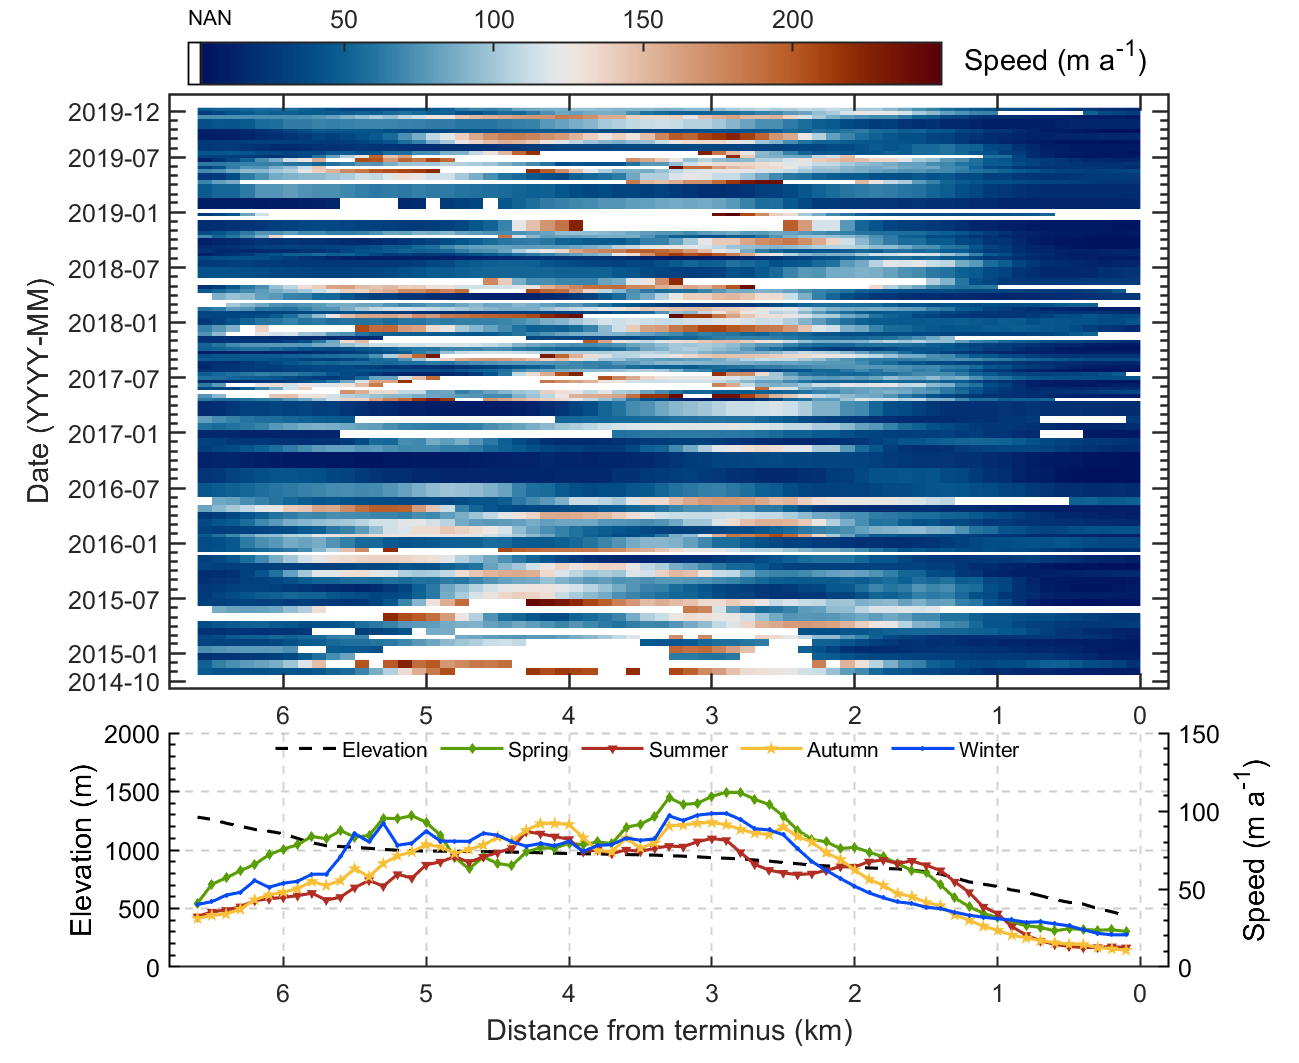 NAN 50 100 150 200
Speed (m a-1)
Date (YYYY-MM)
2019-12
2019-07
2019-01
2018-07
2018-01
2017-07
2017-01
2016-07
2016-01
2015-07
2015-01
2014-10
6 5 4 3 2 1 0
Elevation (m)
2000
1500
1000
500
0
Elevation Spring Summer Autumn Winter
150
100
50
0
Speed (m a-1)
6 5 4 3 2 1 0
Distance from terminus (km)